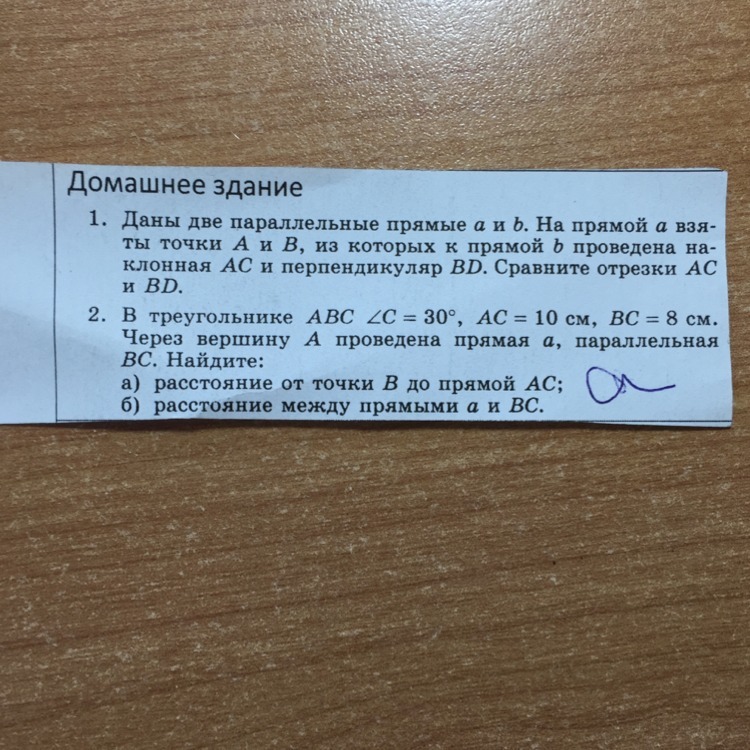 Домашнее здание
1. Даны две параллельные прямые a и b. На прямой a взя-
ты точки A и B, из которых к прямой b проведена на-
клонная AC и перпендикуляр BD. Сравните отрезки AC
и BD.
2. В треугольнике ABC ∠C = 30°, AC = 10 см, BC = 8 см.
Через вершину A проведена прямая a, параллельная
BC. Найдите:
а) расстояние от точки B до прямой AC;
б) расстояние между прямыми a и BC.